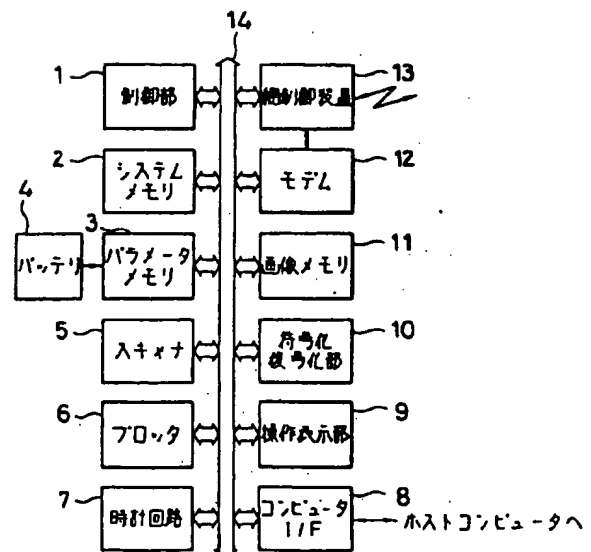 14
1
制御部
13
網制御装置
2
システム
メモリ
12
モデム
4
バッテリ
3
パラメータ
メモリ
11
画像メモリ
5
スキャナ
10
符号化
復号化部
6
プロッタ
9
操作表示部
7
時計回路
8
コンピュータ
I/F
ホストコンピュータへ